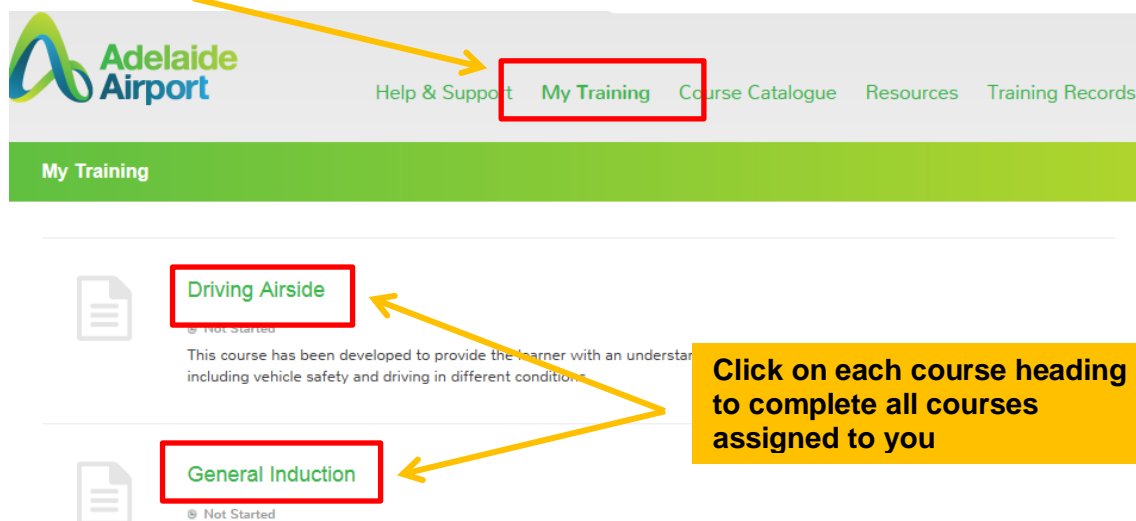 Adelaide
Airport
Help & Support My Training Course Catalogue Resources Training Records
My Training
Driving Airside
Not Started
This course has been developed to provide the learner with an
including vehicle safety and driving in different conditions
Click on each course heading
to complete all courses
assigned to you
General Induction
Not Started